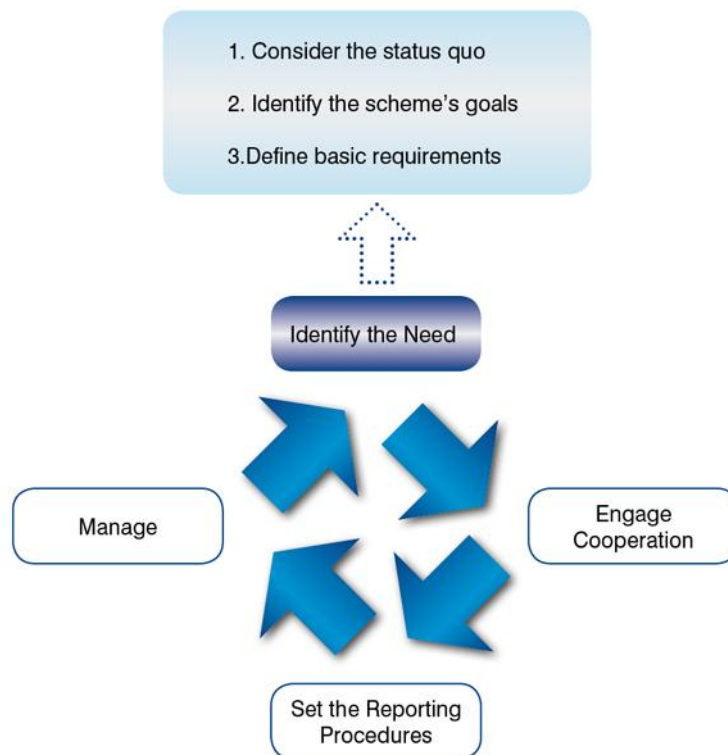 1. Consider the status quo
2. Identify the scheme's goals
3.Define basic requirements
Identify the Need
Manage
Engage
Cooperation
Set the Reporting
Procedures